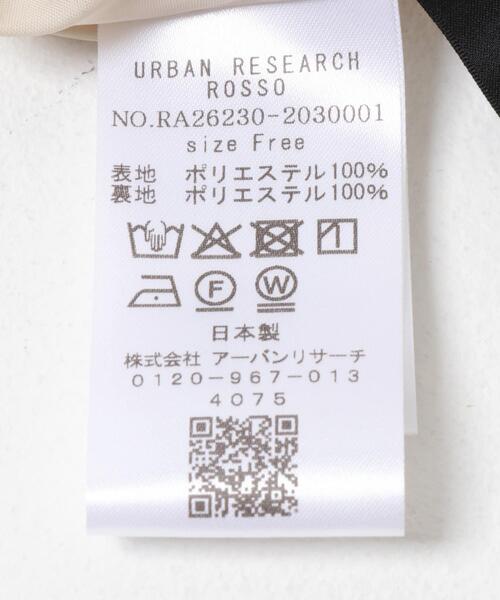 URBAN RESEARCH
ROSSO
NO.RA26230-2030001
size Free
表地 ポリエステル100%
裏地 ポリエステル100%
F W
日本製
株式会社 アーバンリサーチ
0120-967-013
4075